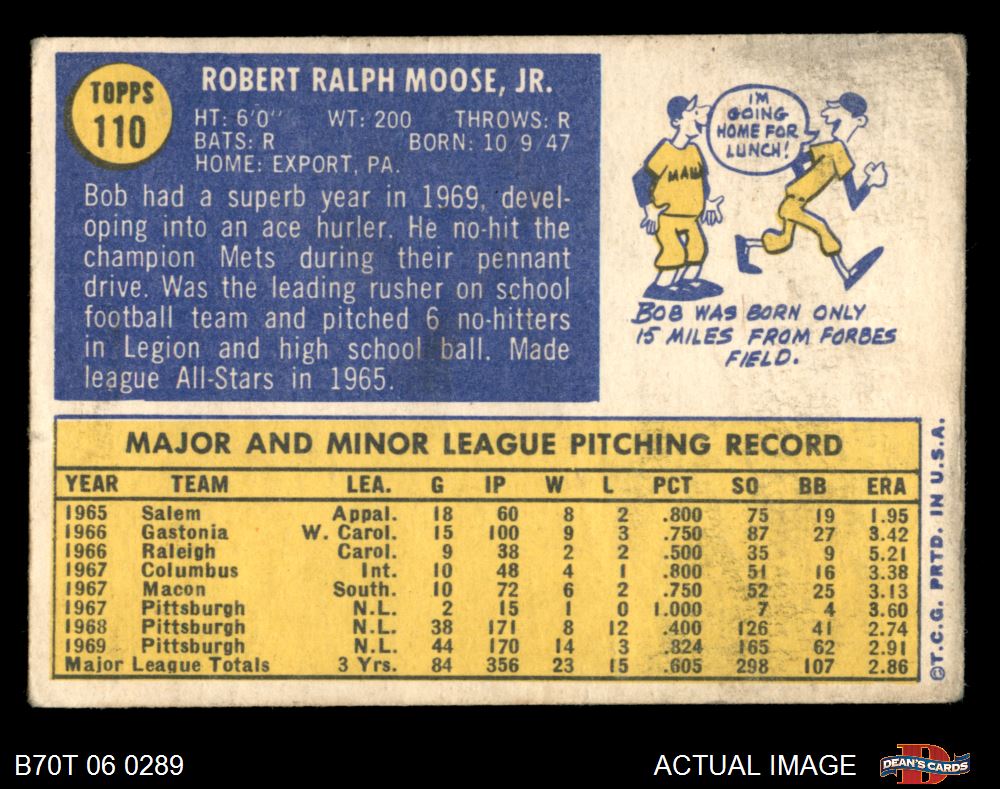 TOPPS
110
ROBERT RALPH MOOSE, JR.
HT: 6'0" WT: 200 THROWS: R
BATS: R BORN: 10 9 47
HOME: EXPORT, PA.
Bob had a superb year in 1969, devel-
oping into an ace hurler. He no-hit the
champion Mets during their pennant
drive. Was the leading rusher on school
football team and pitched 6 no-hitters
in Legion and high school ball. Made
league All-Stars in 1965.
I'M
GOING
HOME FOR
LUNCH!
BOB WAS BORN ONLY
15 MILES FROM FORBES
FIELD.
MAJOR AND MINOR LEAGUE PITCHING RECORD
YEAR TEAM LEA. G IP W L PCT SO BB ERA
1965 Salem Appal. 18 60 8 2 .800 75 19 1.95
1966 Gastonia W. Carol. 15 100 9 3 .750 87 27 3.42
1966 Raleigh Carol. 9 38 2 2 .500 35 9 5.21
1967 Columbus Int. 10 48 4 1 .800 51 16 3.38
1967 Macon South. 10 72 6 2 .750 52 25 3.13
1967 Pittsburgh N.L. 2 15 1 0 1.000 7 4 3.60
1968 Pittsburgh N.L. 38 171 8 12 .400 126 41 2.74
1969 Pittsburgh N.L. 44 170 14 3 .824 165 62 2.91
Major League Totals 3 Yrs. 84 356 23 15 .605 298 107 2.86
©T.C.G. PRTD. IN U.S.A.
B70T 06 0289
ACTUAL IMAGE
DEAN'S CARDS